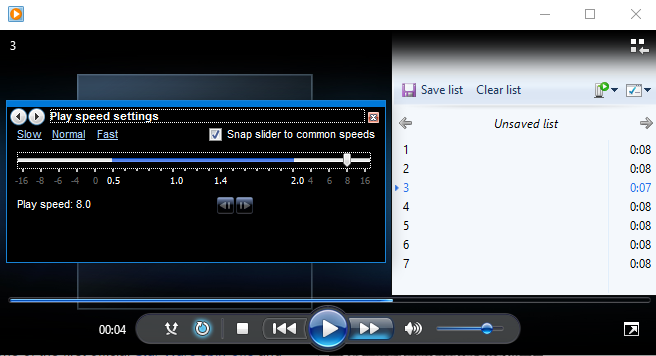 3
Save list Clear list
Play speed settings
Slow Normal Fast Snap slider to common speeds
-16 -8 -6 -4 0 0.5 1.0 1.4 2.0 4 6 8 16
Play speed: 8.0
Unsaved list
1 0:08
2 0:08
3 0:07
4 0:08
5 0:08
6 0:08
7 0:08
00:04